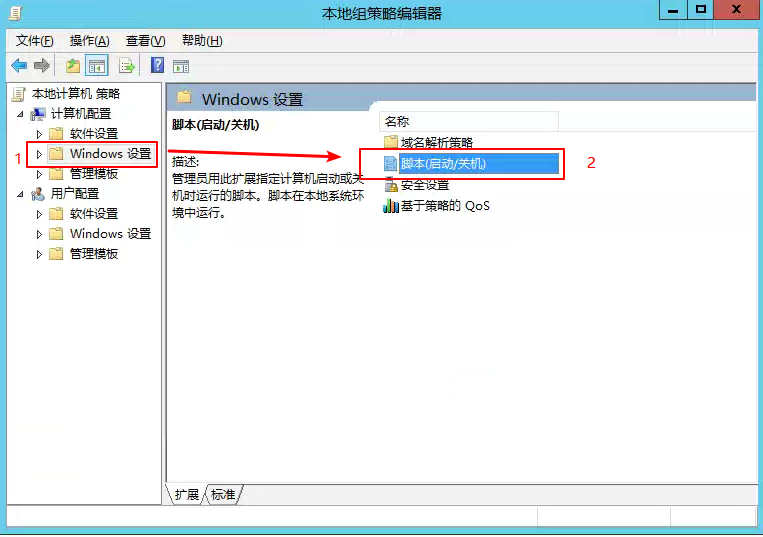 本地组策略编辑器
文件(F) 操作(A) 查看(V) 帮助(H)
本地计算机 策略
计算机配置
软件设置
1
Windows 设置
管理模板
用户配置
软件设置
Windows 设置
管理模板
Windows 设置
脚本(启动/关机)
描述:
管理员用此扩展指定计算机启动或关
机时运行的脚本。脚本在本地系统环
境中运行。
名称
域名解析策略
脚本(启动/关机)
2
安全设置
基于策略的 QoS
扩展 标准